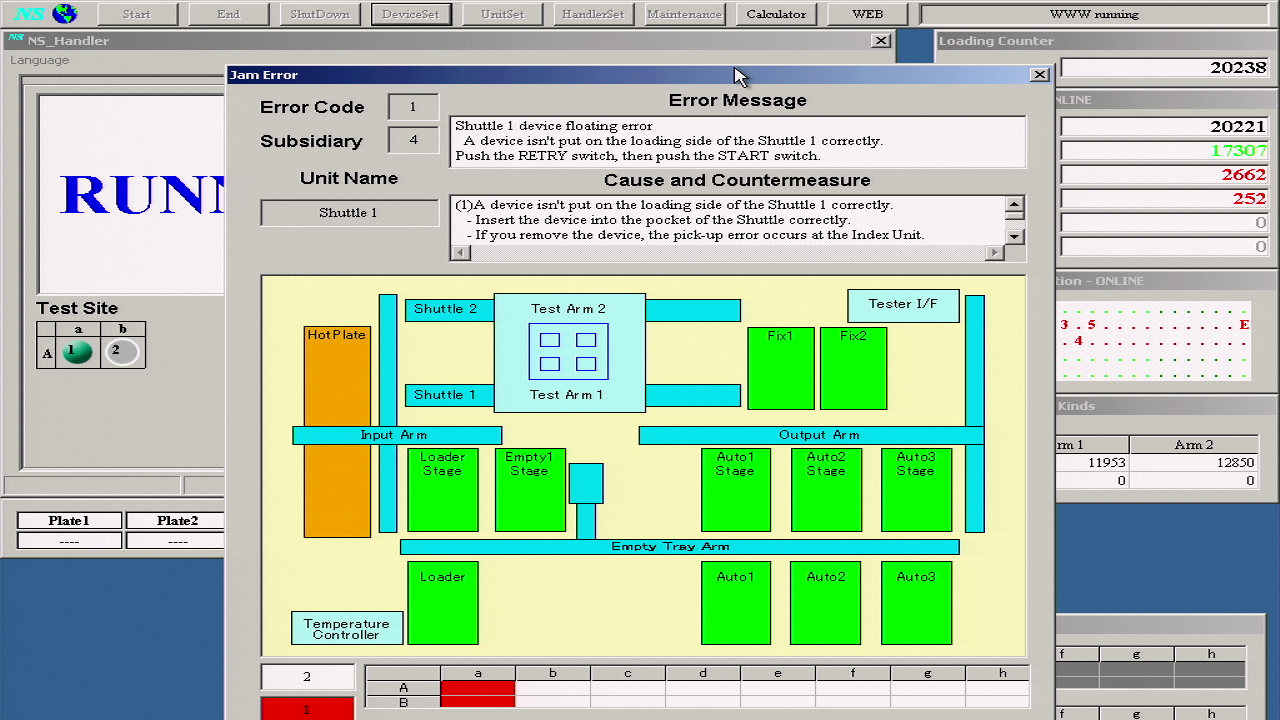 NS Start End ShutDown DeviceSet UnitSet HandlerSet Maintenance Calculator WEB WWW running
NS NS_Handler
Language
Loading Counter
20238
NLINE
20221
17307
2662
252
0
0
tion - ONLINE
3 . 5 . . . . . . . . . . E
. 4 . . . . . . . . . . .
Kinds
rm 1 Arm 2
11953 12850
0 0
RUNN
Test Site
a b
A 1 2
Plate1 Plate2
---- ----
Jam Error
Error Code 1
Subsidiary 4
Unit Name
Shuttle 1
Error Message
Shuttle 1 device floating error
A device isn't put on the loading side of the Shuttle 1 correctly.
Push the RETRY switch, then push the START switch.
Cause and Countermeasure
(1)A device isn't put on the loading side of the Shuttle 1 correctly.
- Insert the device into the pocket of the Shuttle correctly.
- If you remove the device, the pick-up error occurs at the Index Unit.
Shuttle 2 Test Arm 2 Tester I/F
HotPlate Fix1 Fix2
Shuttle 1 Test Arm 1
Input Arm Output Arm
Loader Stage Empty1 Stage Auto1 Stage Auto2 Stage Auto3 Stage
Empty Tray Arm
Loader Auto1 Auto2 Auto3
Temperature
Controller
2 a b c d e f g h
A
1 B
f g h
f g h